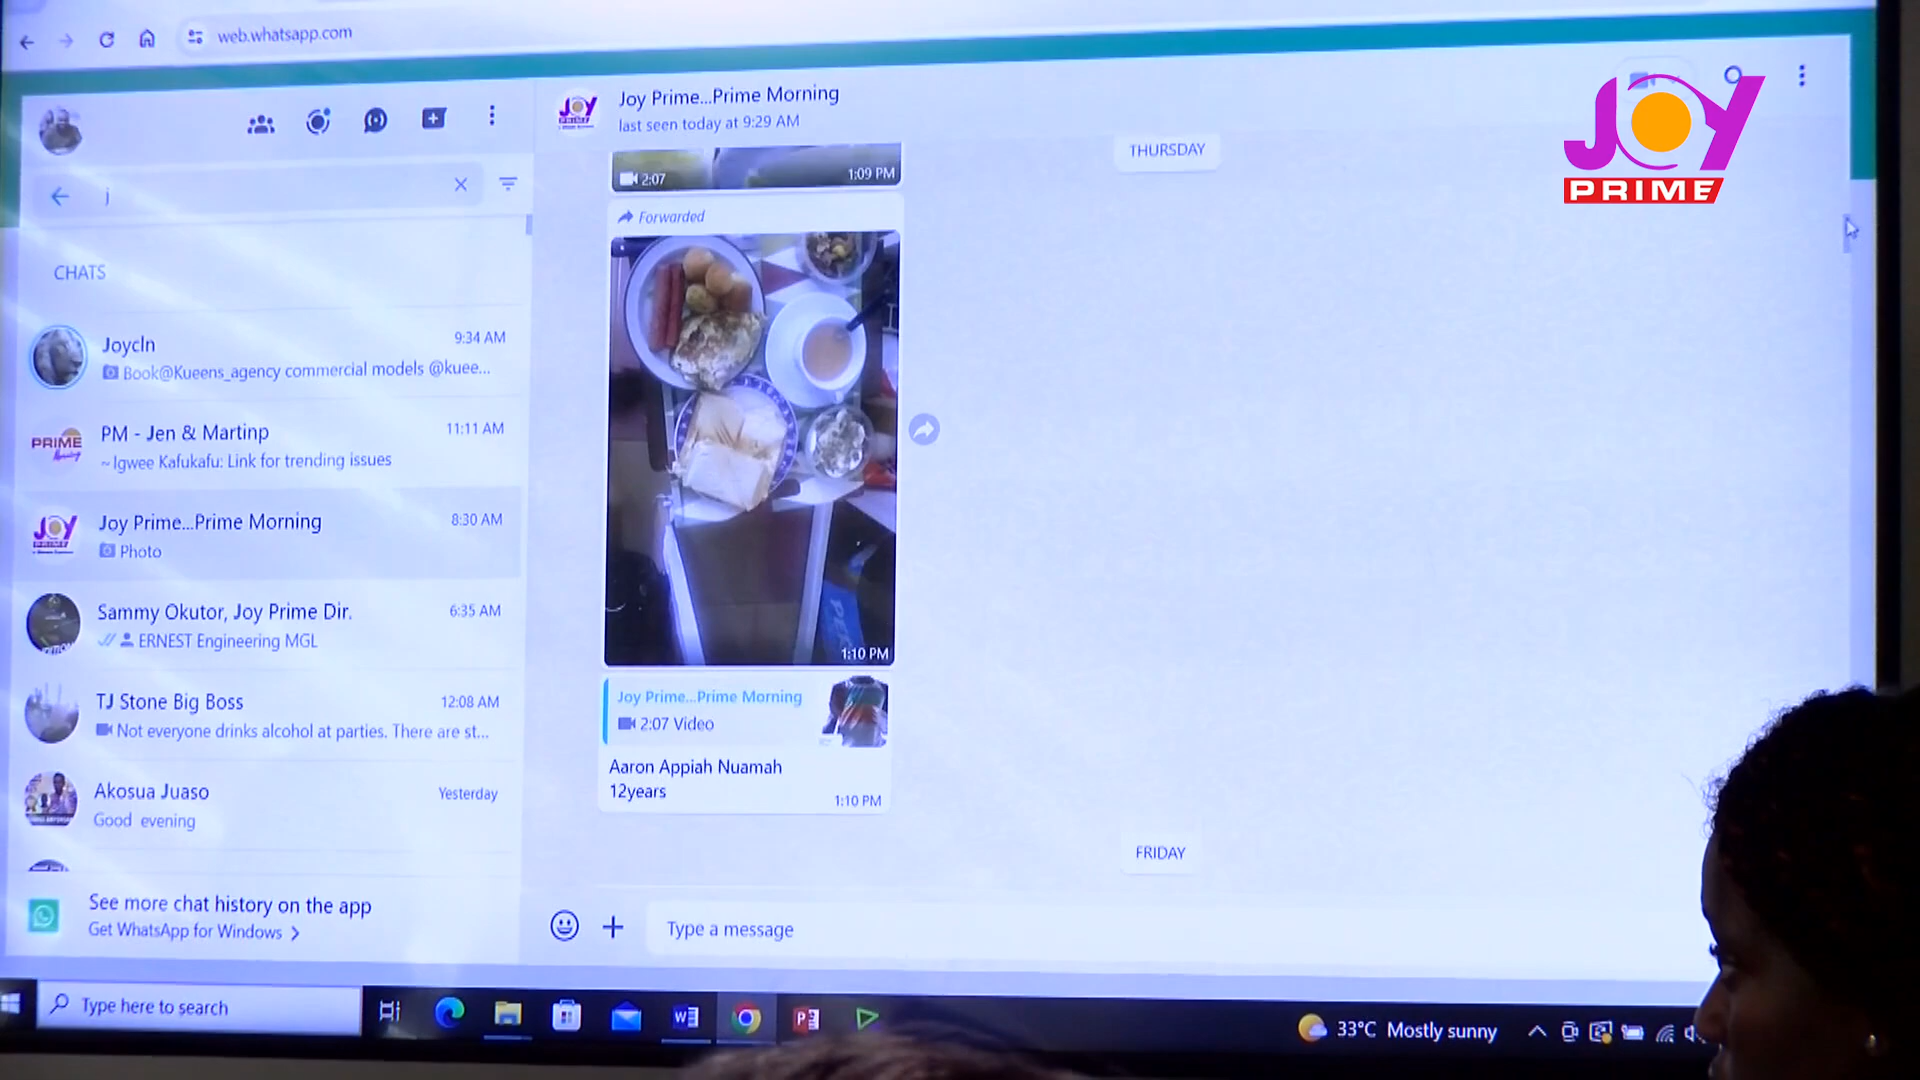 web.whatsapp.com
j
CHATS
Joycln
9:34 AM
Book@Kueens_agency commercial models @kuee...
PM - Jen & Martinp
11:11 AM
~Igwee Kafukafu: Link for trending issues
Joy Prime...Prime Morning
8:30 AM
Photo
Sammy Okutor, Joy Prime Dir.
6:35 AM
ERNEST Engineering MGL
TJ Stone Big Boss
12:08 AM
Not everyone drinks alcohol at parties. There are st...
Akosua Juaso
Yesterday
Good evening
See more chat history on the app
Get WhatsApp for Windows >
PRIME
Morning
JOY
PRIME
Joy Prime...Prime Morning
last seen today at 9:29 AM
JOY
PRIME
THURSDAY
2:07
1:09 PM
Forwarded
1:10 PM
Joy Prime...Prime Morning
2:07 Video
Aaron Appiah Nuamah
12years
1:10 PM
FRIDAY
Type a message
JOY
PRIME
Type here to search
33°C Mostly sunny